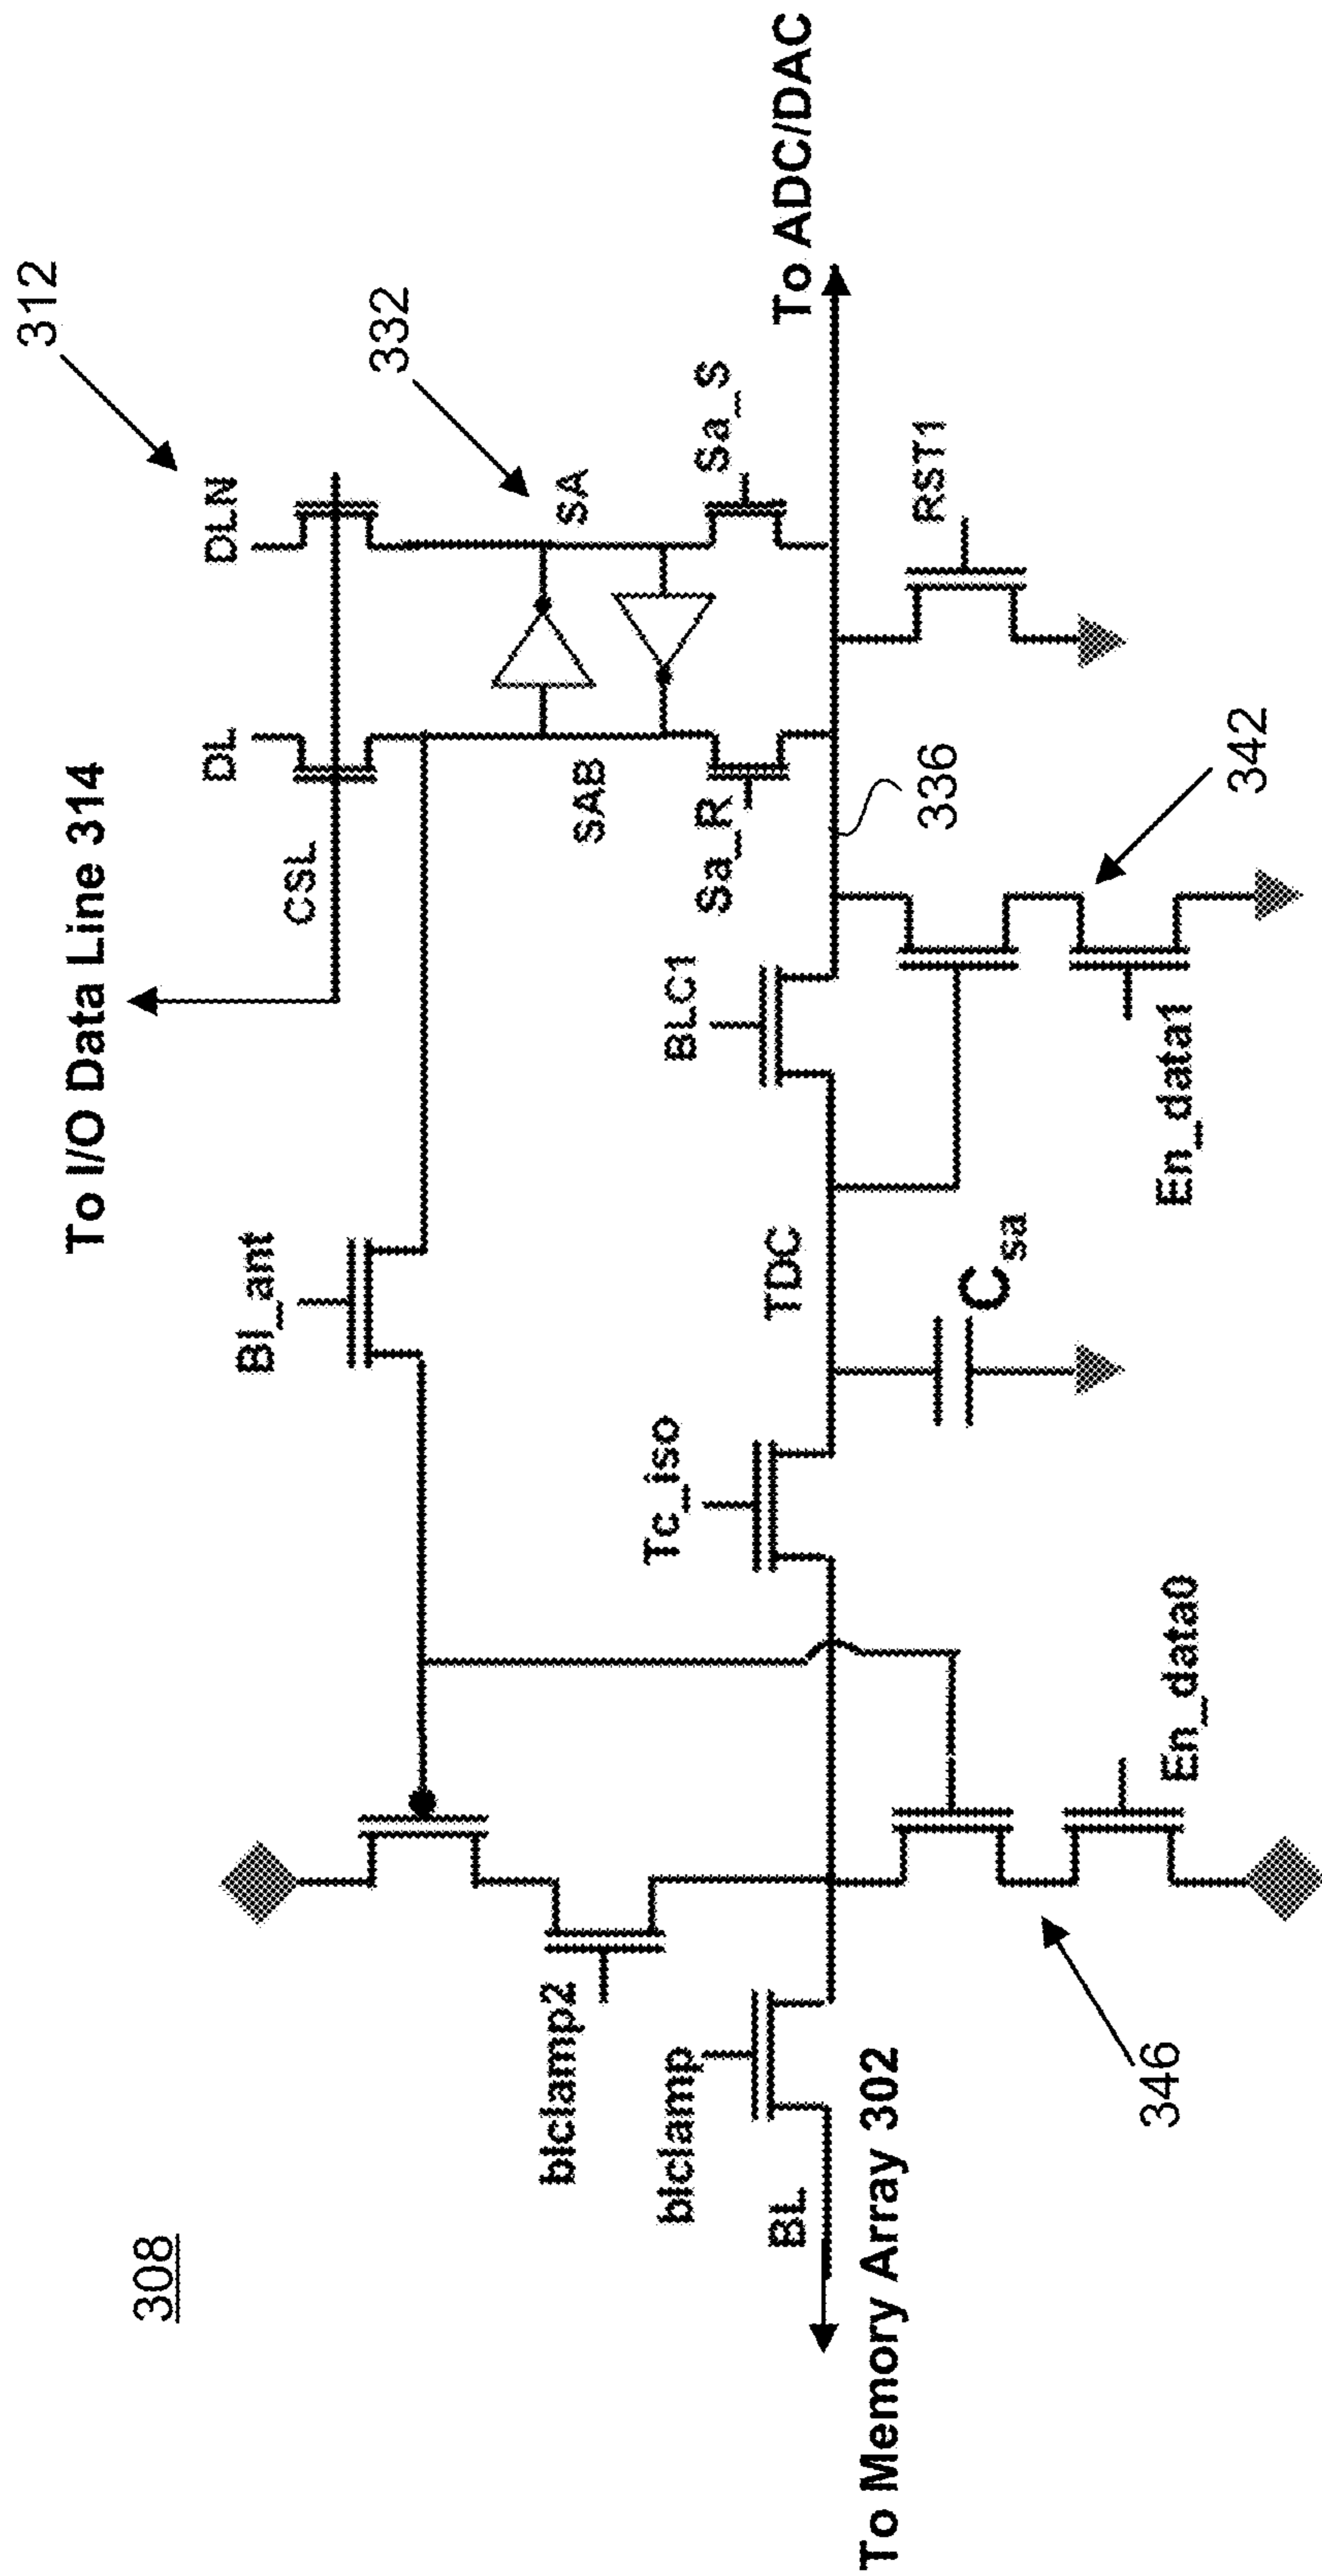 308
To I/O Data Line 314
312
DL
DLN
CSL
332
Bl_ant
SAB
SA
blclamp2
blclamp
Tc_iso
BLC1
Sa_R
Sa_S
BL
TDC
To ADC/DAC
To Memory Array 302
336
RST1
Csa
346
En_data0
En_data1
342